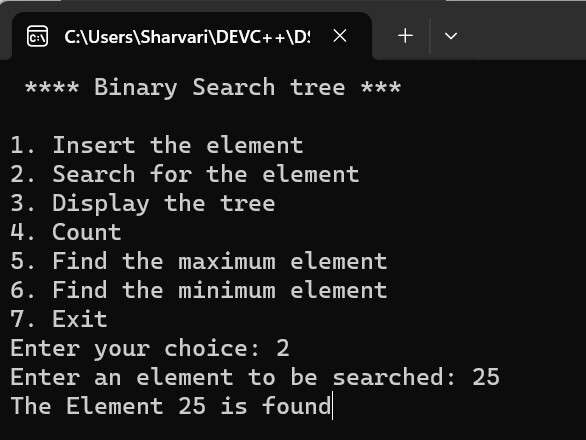 C:\Users\Sharvari\DEVC++\D
**** Binary Search tree ***
1. Insert the element
2. Search for the element
3. Display the tree
4. Count
5. Find the maximum element
6. Find the minimum element
7. Exit
Enter your choice: 2
Enter an element to be searched: 25
The Element 25 is found